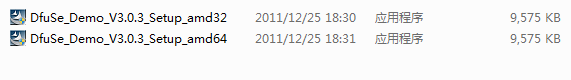 DfuSe_Demo_V3.0.3_Setup_amd32 2011/12/25 18:30 应用程序 9,575 KB
DfuSe_Demo_V3.0.3_Setup_amd64 2011/12/25 18:31 应用程序 9,575 KB